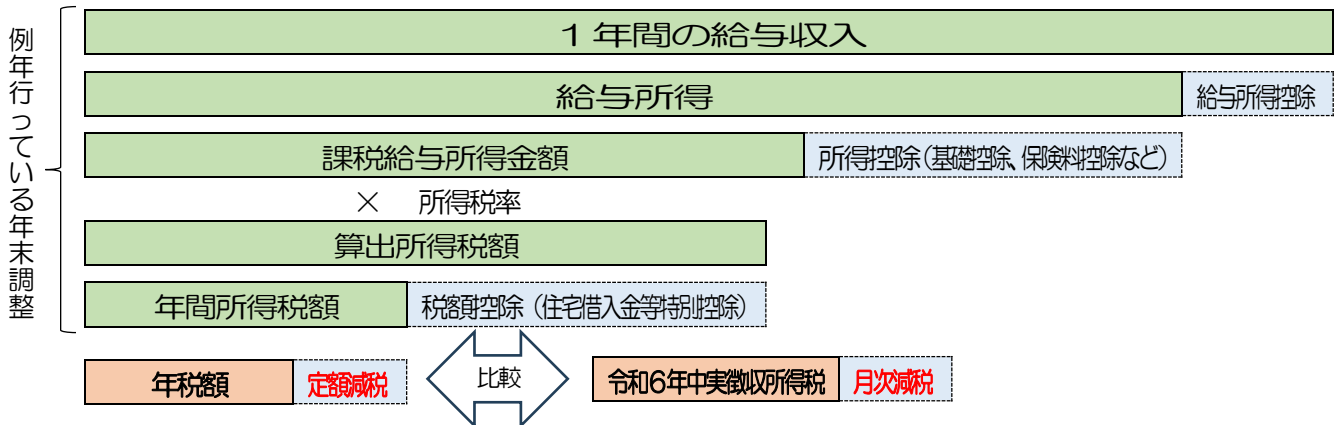 例年行っている年末調整
１年間の給与収入
給与所得
給与所得控除
課税給与所得金額
所得控除（基礎控除、保険料控除など）
× 所得税率
算出所得税額
年間所得税額
税額控除（住宅借入金等特別控除）
年税額
定額減税
比較
令和６年中実徴収所得税
月次減税